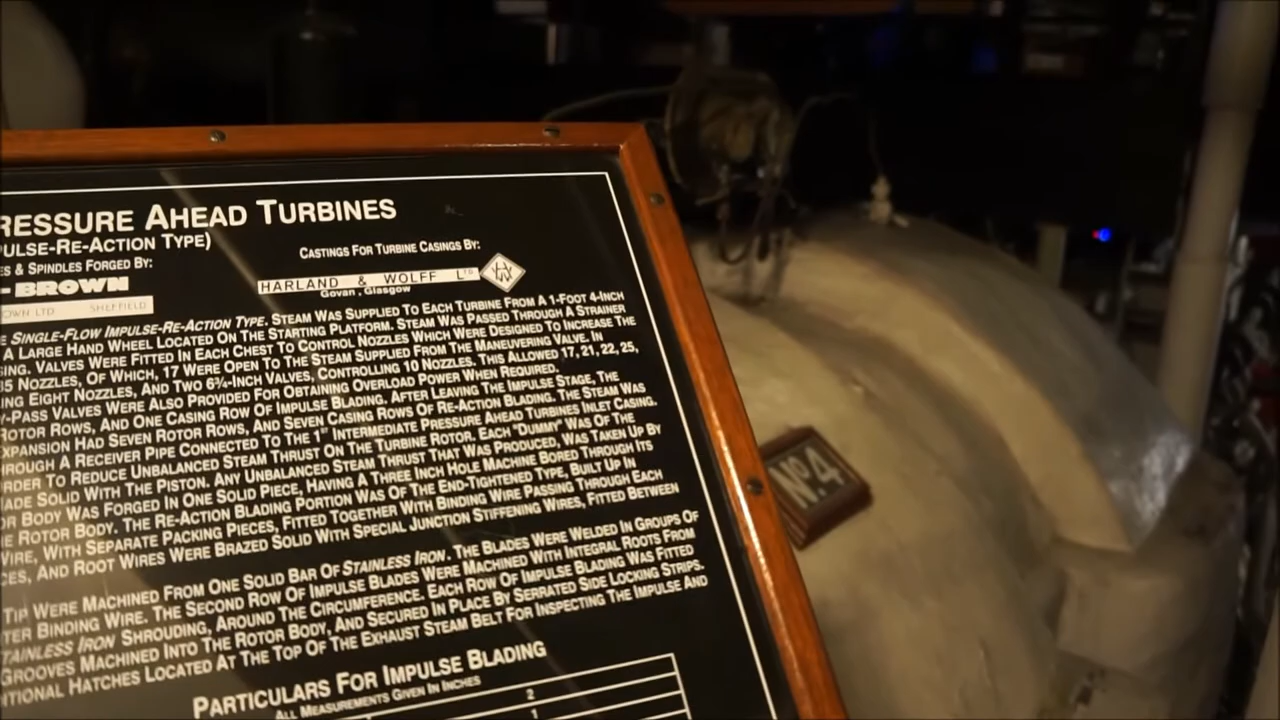 RESSURE AHEAD TURBINES
PULSE-RE-ACTION TYPE)
ES & SPINDLES FORGED BY:
CASTINGS FOR TURBINE CASINGS BY:
-BROWN
HARLAND & WOLFF LTD
OWN LTD SHEFFIELD
Govan, Glasgow
E SINGLE-FLOW IMPULSE-RE-ACTION TYPE. STEAM WAS SUPPLIED TO EACH TURBINE FROM A 1-FOOT 4-INCH
A LARGE HAND WHEEL LOCATED ON THE STARTING PLATFORM. STEAM WAS PASSED THROUGH A STRAINER
SING. VALVES WERE FITTED IN EACH CHEST TO CONTROL NOZZLES WHICH WERE DESIGNED TO INCREASE THE
35 NOZZLES, OF WHICH, 17 WERE OPEN TO THE STEAM SUPPLIED FROM THE MANEUVERING VALVE. IN
ING EIGHT NOZZLES, AND TWO 6¾-INCH VALVES, CONTROLLING 10 NOZZLES. THIS ALLOWED 17, 21, 22, 25,
Y-PASS VALVES WERE ALSO PROVIDED FOR OBTAINING OVERLOAD POWER WHEN REQUIRED.
ROTOR ROWS, AND ONE CASING ROW OF IMPULSE BLADING. AFTER LEAVING THE IMPULSE STAGE, THE
XPANSION HAD SEVEN ROTOR ROWS, AND SEVEN CASING ROWS OF RE-ACTION BLADING. THE STEAM WAS
HROUGH A RECEIVER PIPE CONNECTED TO THE 1ST INTERMEDIATE PRESSURE AHEAD TURBINES INLET CASING.
RDER TO REDUCE UNBALANCED STEAM THRUST ON THE TURBINE ROTOR. EACH "DUMMY" WAS OF THE
ADE SOLID WITH THE PISTON. ANY UNBALANCED STEAM THRUST THAT WAS PRODUCED, WAS TAKEN UP BY
OR BODY WAS FORGED IN ONE SOLID PIECE, HAVING A THREE INCH HOLE MACHINE BORED THROUGH ITS
E ROTOR BODY. THE RE-ACTION BLADING PORTION WAS OF THE END-TIGHTENED TYPE, BUILT UP IN
WIRE, WITH SEPARATE PACKING PIECES, FITTED TOGETHER WITH BINDING WIRE PASSING THROUGH EACH
CES, AND ROOT WIRES WERE BRAZED SOLID WITH SPECIAL JUNCTION STIFFENING WIRES, FITTED BETWEEN
TIP WERE MACHINED FROM ONE SOLID BAR OF STAINLESS IRON. THE BLADES WERE WELDED IN GROUPS OF
TER BINDING WIRE. THE SECOND ROW OF IMPULSE BLADES WERE MACHINED WITH INTEGRAL ROOTS FROM
TAINLESS IRON SHROUDING, AROUND THE CIRCUMFERENCE. EACH ROW OF IMPULSE BLADING WAS FITTED
GROOVES MACHINED INTO THE ROTOR BODY, AND SECURED IN PLACE BY SERRATED SIDE LOCKING STRIPS.
ITIONAL HATCHES LOCATED AT THE TOP OF THE EXHAUST STEAM BELT FOR INSPECTING THE IMPULSE AND
PARTICULARS FOR IMPULSE BLADING
ALL MEASUREMENTS GIVEN IN INCHES
2
1
No.4